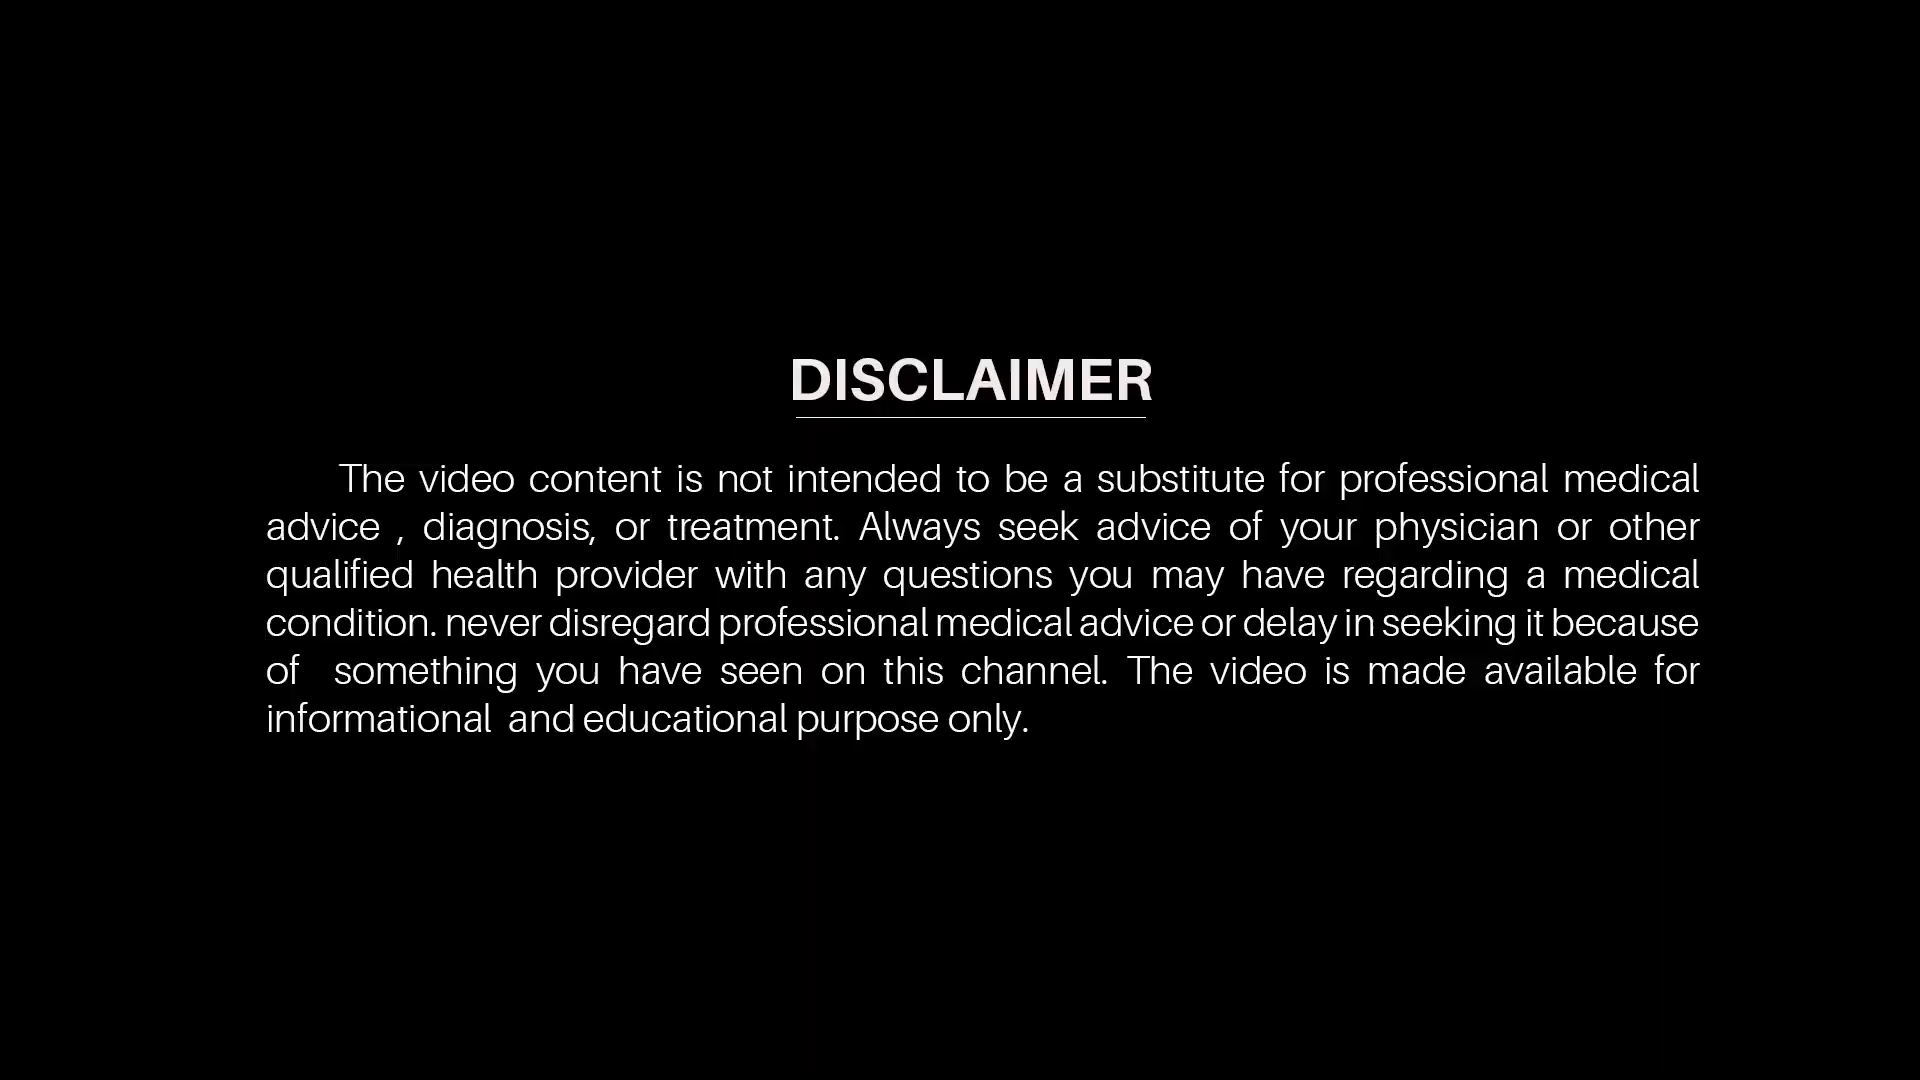 DISCLAIMER
The video content is not intended to be a substitute for professional medical
advice , diagnosis, or treatment. Always seek advice of your physician or other
qualified health provider with any questions you may have regarding a medical
condition. never disregard professional medical advice or delay in seeking it because
of something you have seen on this channel. The video is made available for
informational and educational purpose only.